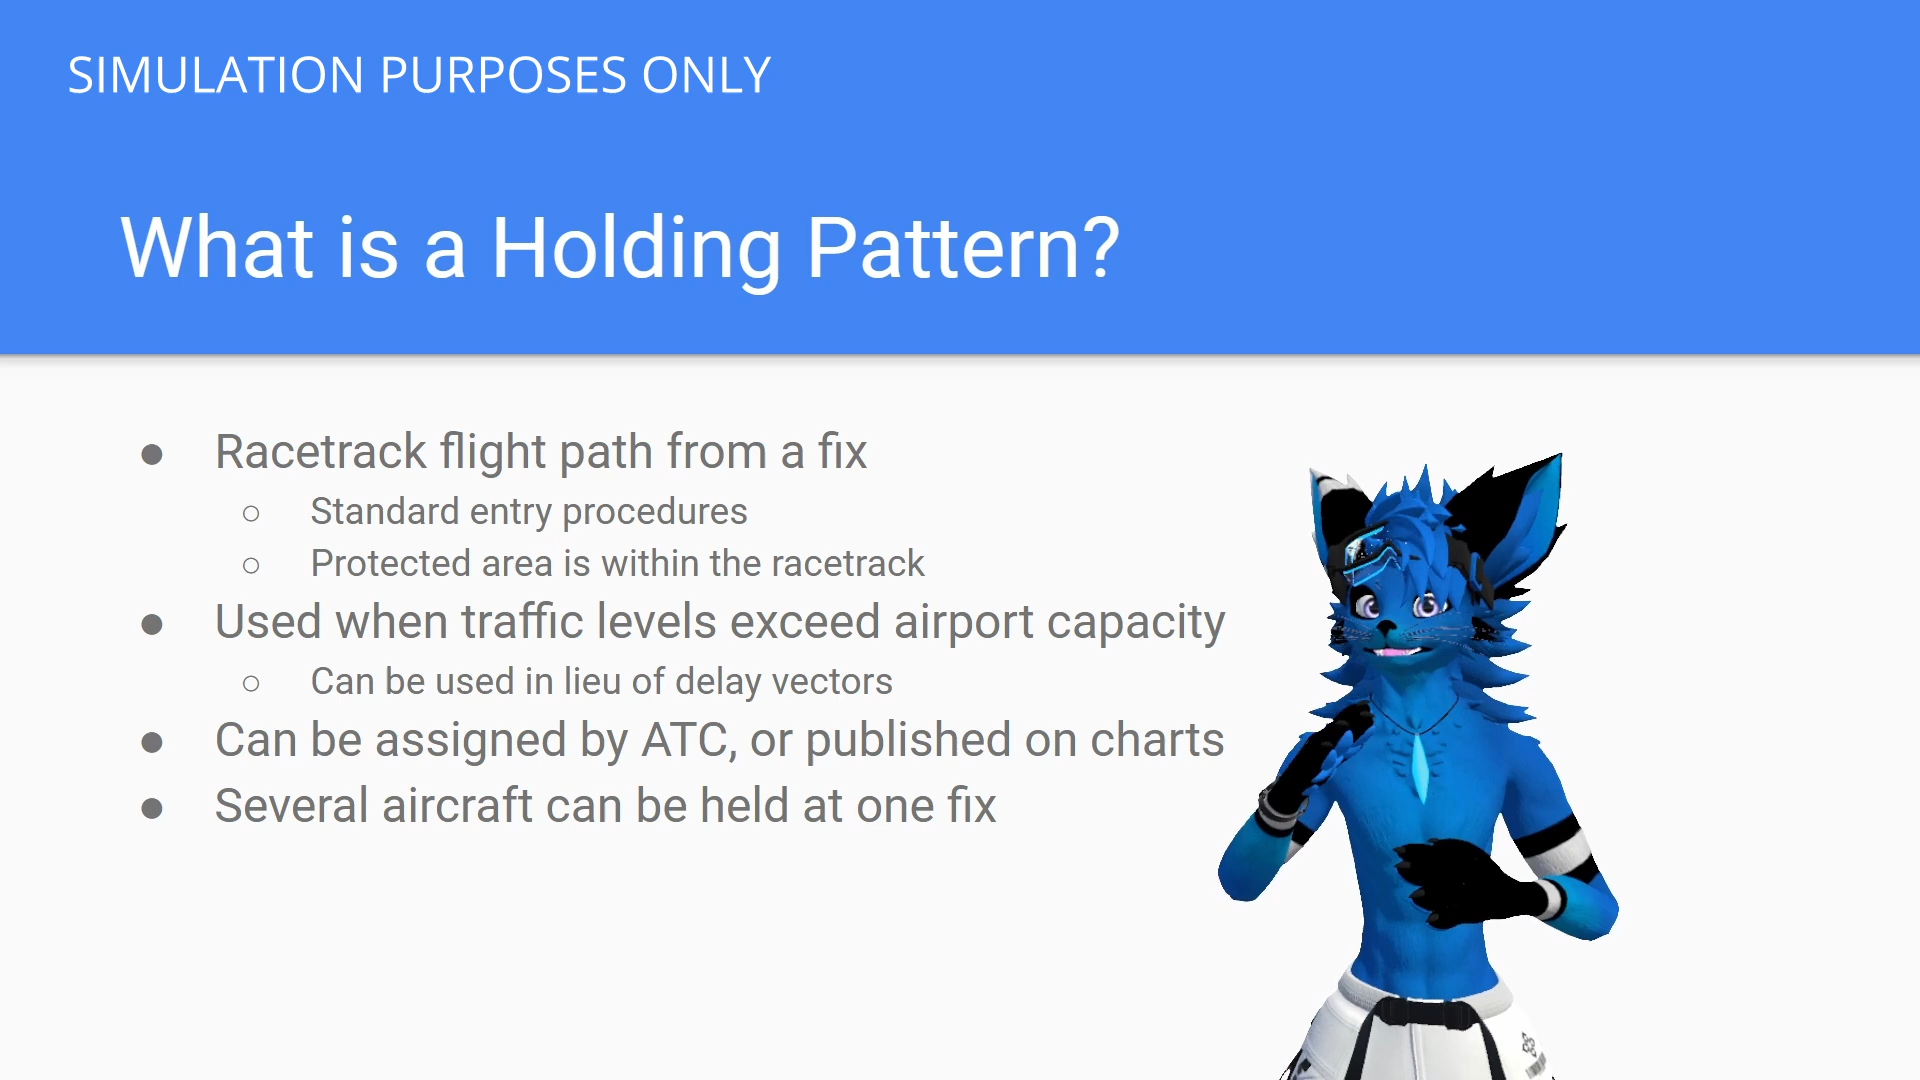 SIMULATION PURPOSES ONLY
What is a Holding Pattern?
● Racetrack flight path from a fix
○ Standard entry procedures
○ Protected area is within the racetrack
● Used when traffic levels exceed airport capacity
○ Can be used in lieu of delay vectors
● Can be assigned by ATC, or published on charts
● Several aircraft can be held at one fix